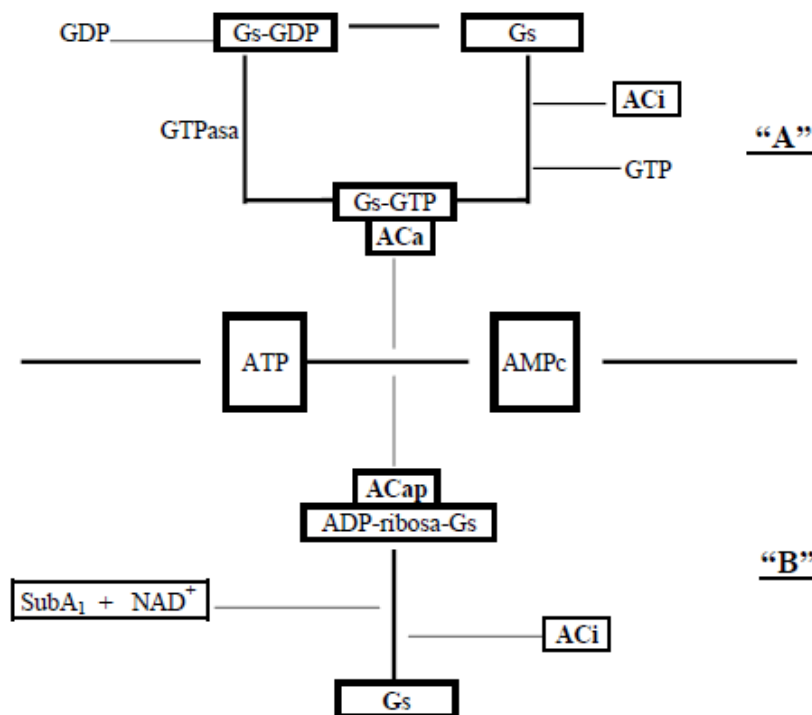 GDP Gs-GDP Gs
ACi
GTPasa
“A”
GTP
Gs-GTP
ACa
ATP AMPc
ACap
ADP-ribosa-Gs
“B”
SubA₁ + NAD⁺
ACi
Gs